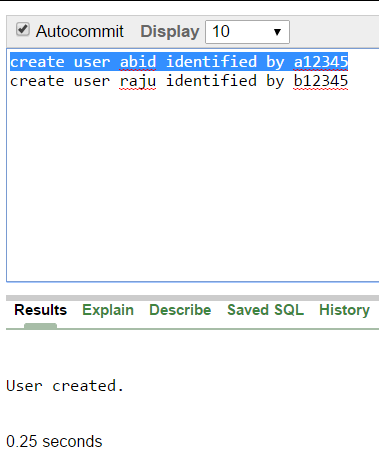 Autocommit Display 10
create user abid identified by a12345
create user raju identified by b12345
Results Explain Describe Saved SQL History
User created.
0.25 seconds